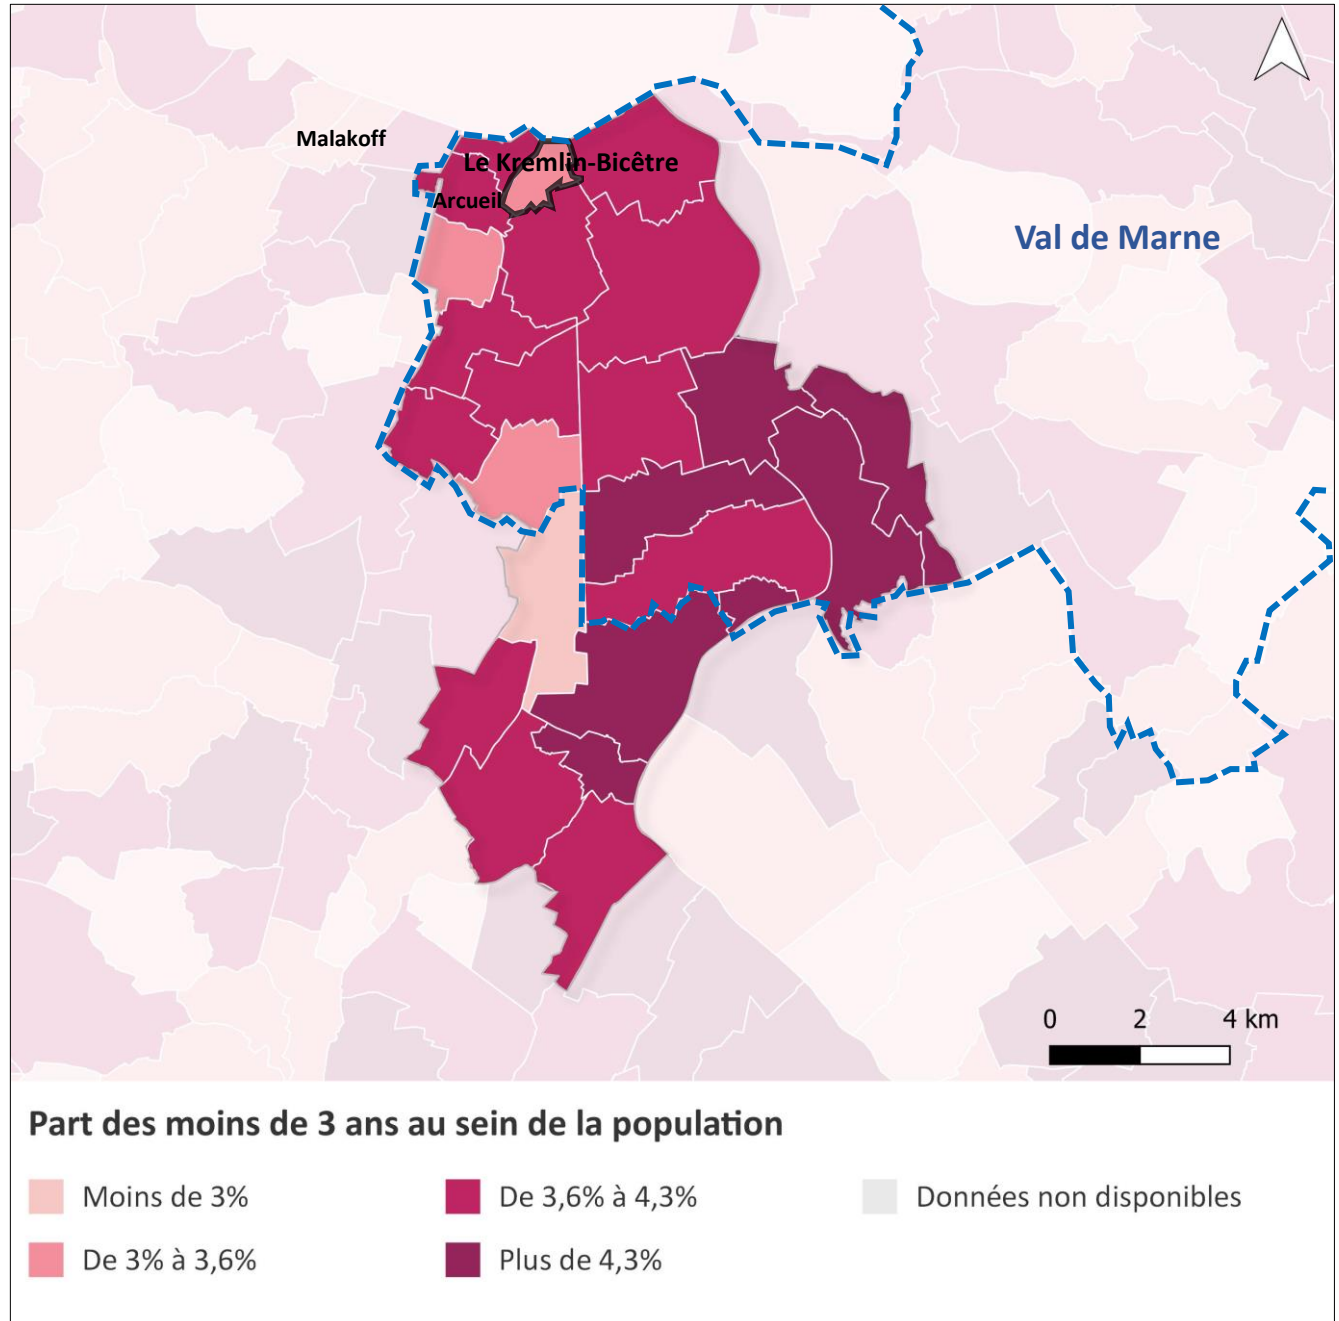 Malakoff
Le Kremlin-Bicêtre
Arcueil
Val de Marne
0 2 4 km
Part des moins de 3 ans au sein de la population
Moins de 3%
De 3,6% à 4,3%
Données non disponibles
De 3% à 3,6%
Plus de 4,3%